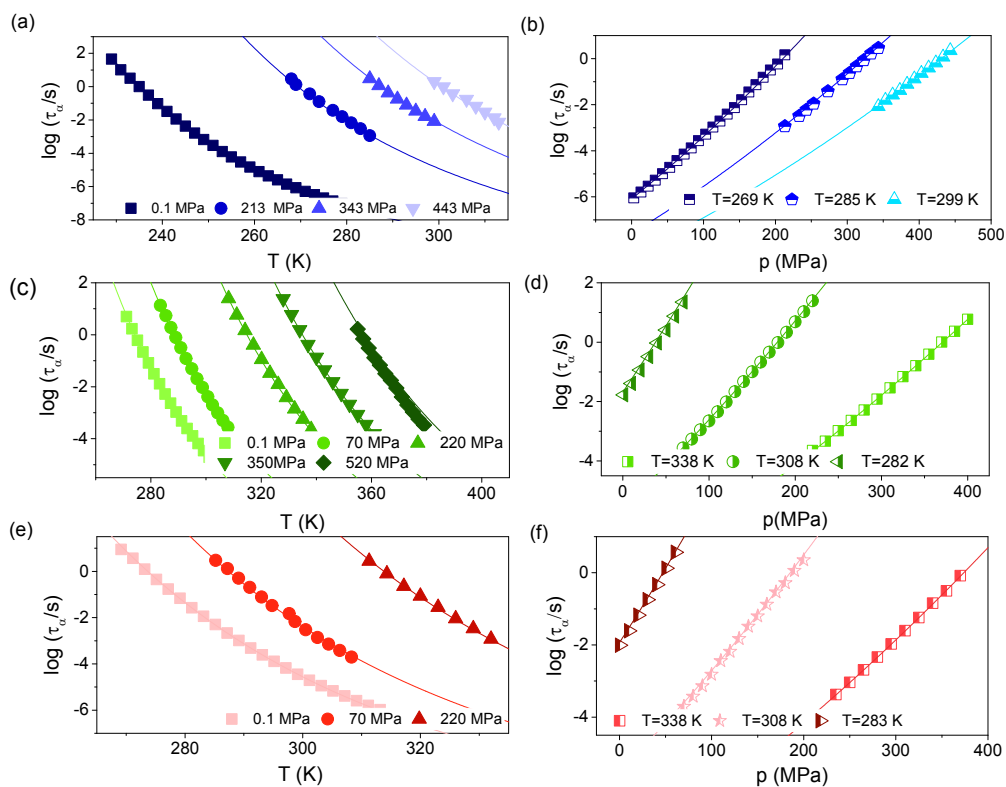 (a)
log (τα/s)
2
0
-2
-4
-6
-8
0.1 MPa 213 MPa 343 MPa 443 MPa
240 260 280 300
T (K)
(b)
log (τα/s)
0
-2
-4
-6
T=269 K T=285 K T=299 K
0 100 200 300 400 500
p (MPa)
(c)
log (τα/s)
2
0
-2
-4
0.1 MPa 70 MPa 220 MPa
350MPa 520 MPa
280 320 360 400
T (K)
(d)
log (τα/s)
2
0
-2
-4
T=338 K T=308 K T=282 K
0 100 200 300 400
p(MPa)
(e)
log (τα/s)
0
-2
-4
-6
0.1 MPa 70 MPa 220 MPa
280 300 320
T (K)
(f)
log (τα/s)
0
-2
-4
T=338 K T=308 K T=283 K
0 100 200 300 400
p (MPa)